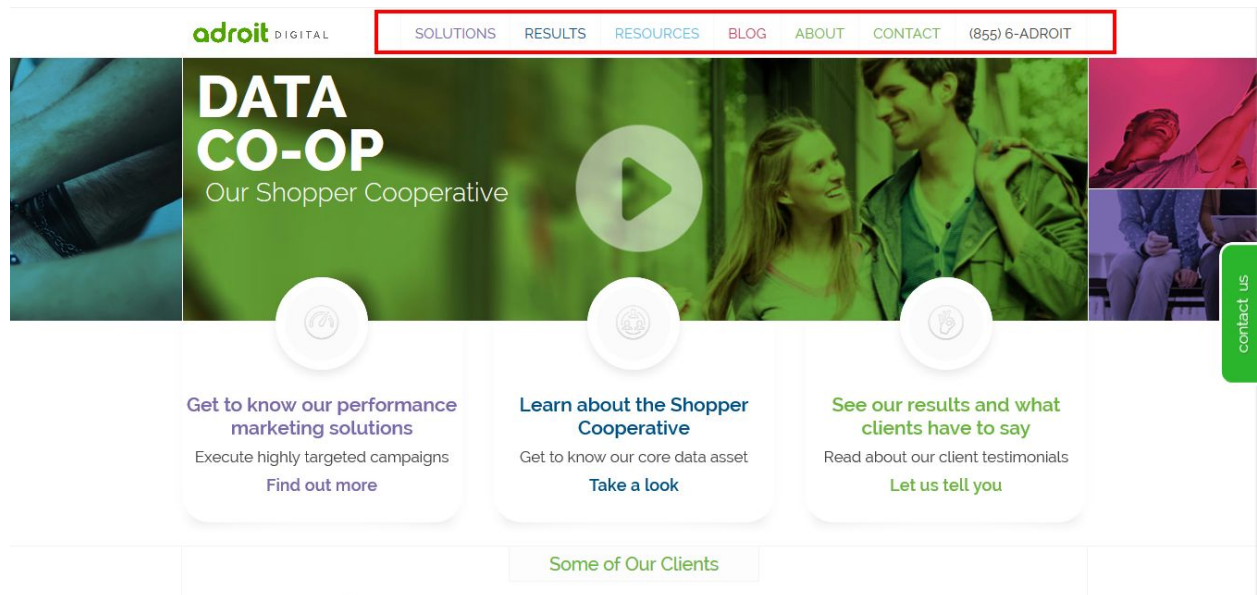 adroit DIGITAL
SOLUTIONS RESULTS RESOURCES BLOG ABOUT CONTACT (855) 6-ADROIT
DATA
CO-OP
Our Shopper Cooperative
contact us
Get to know our performance
marketing solutions
Execute highly targeted campaigns
Find out more
Learn about the Shopper
Cooperative
Get to know our core data asset
Take a look
See our results and what
clients have to say
Read about our client testimonials
Let us tell you
Some of Our Clients